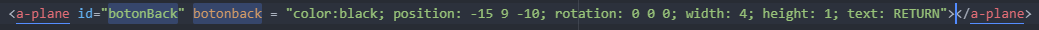 <a-plane id="botonBack" botonback = "color:black; position: -15 9 -10; rotation: 0 0 0; width: 4; height: 1; text: RETURN"></a-plane>